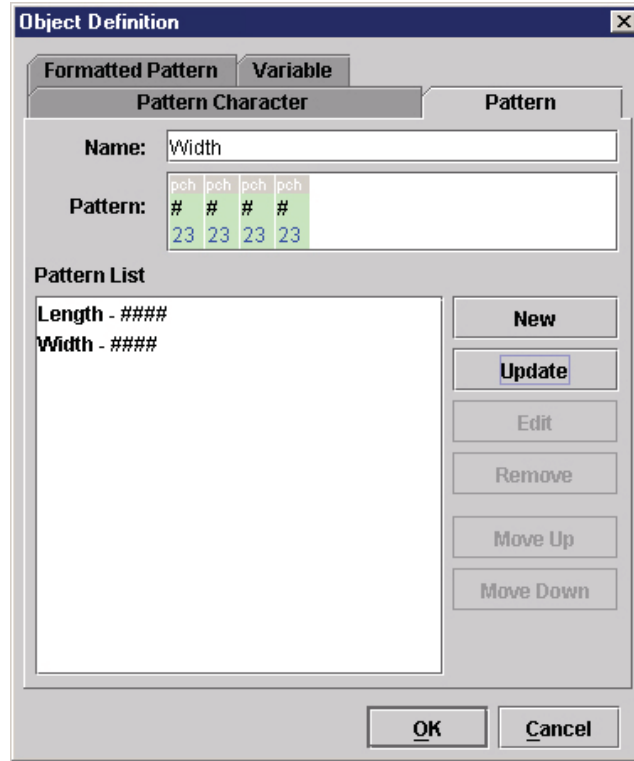 Object Definition
Formatted Pattern Variable
Pattern Character Pattern
Name: Width
pch pch pch pch
Pattern: # # # #
23 23 23 23
Pattern List
Length - ####
Width - ####
New
Update
Edit
Remove
Move Up
Move Down
OK Cancel